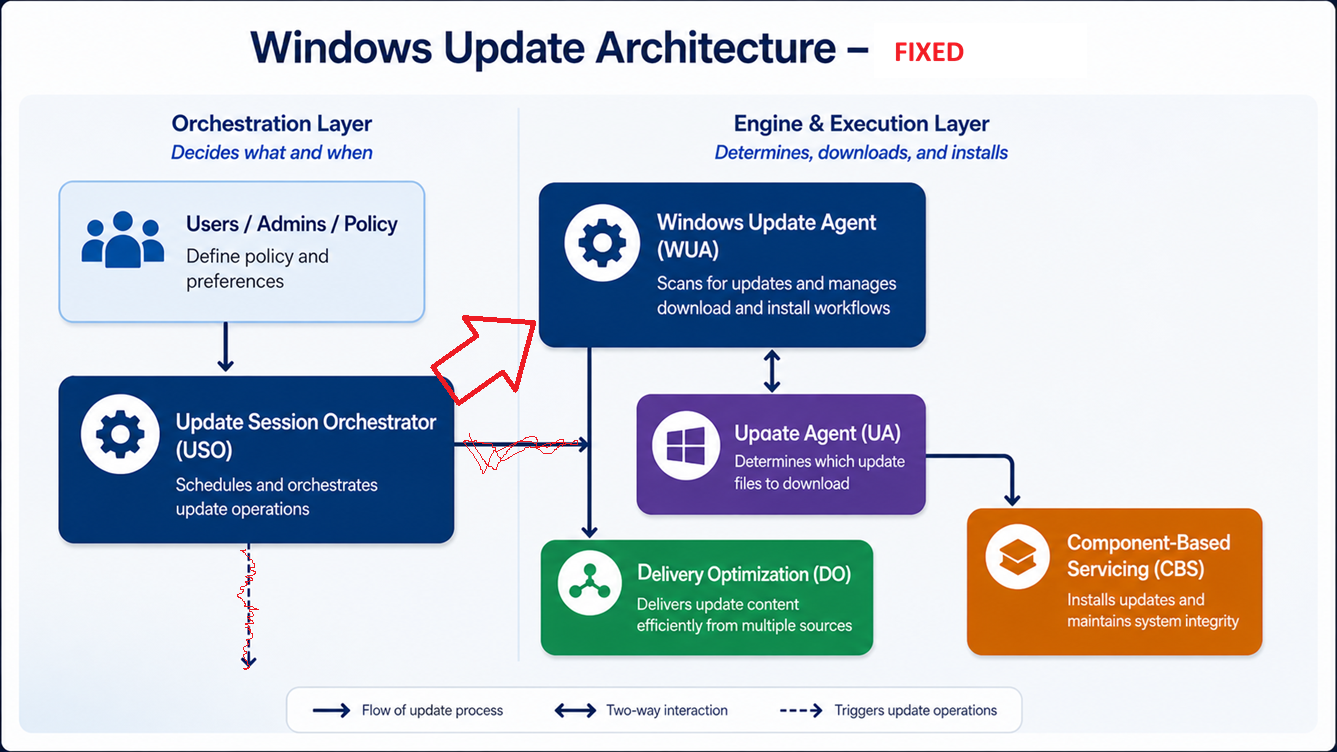 Windows Update Architecture – FIXED
Orchestration Layer
Decides what and when
Users / Admins / Policy
Define policy and
preferences
Update Session Orchestrator
(USO)
Schedules and orchestrates
update operations
Engine & Execution Layer
Determines, downloads, and installs
Windows Update Agent
(WUA)
Scans for updates and manages
download and install workflows
Upaate Agent (UA)
Determines which update
files to download
Delivery Optimization (DO)
Delivers update content
efficiently from multiple sources
Component-Based
Servicing (CBS)
Installs updates and
maintains system integrity
Flow of update process
Two-way interaction
Triggers update operations